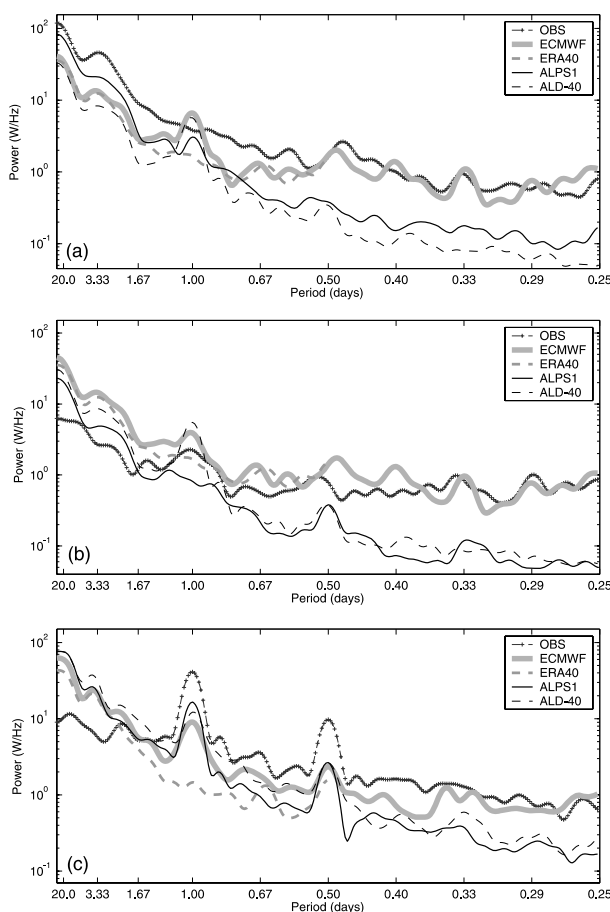 10²
OBS
ECMWF
ERA40
ALPS1
ALD-40
10¹
Power (W/Hz)
10⁰
10⁻¹
(a)
20.0 3.33 1.67 1.00 0.67 0.50 0.40 0.33 0.29 0.25
Period (days)
10²
OBS
ECMWF
ERA40
ALPS1
ALD-40
10¹
Power (W/Hz)
10⁰
10⁻¹
(b)
20.0 3.33 1.67 1.00 0.67 0.50 0.40 0.33 0.29 0.25
Period (days)
10²
OBS
ECMWF
ERA40
ALPS1
ALD-40
10¹
Power (W/Hz)
10⁰
10⁻¹
(c)
20.0 3.33 1.67 1.00 0.67 0.50 0.40 0.33 0.29 0.25
Period (days)